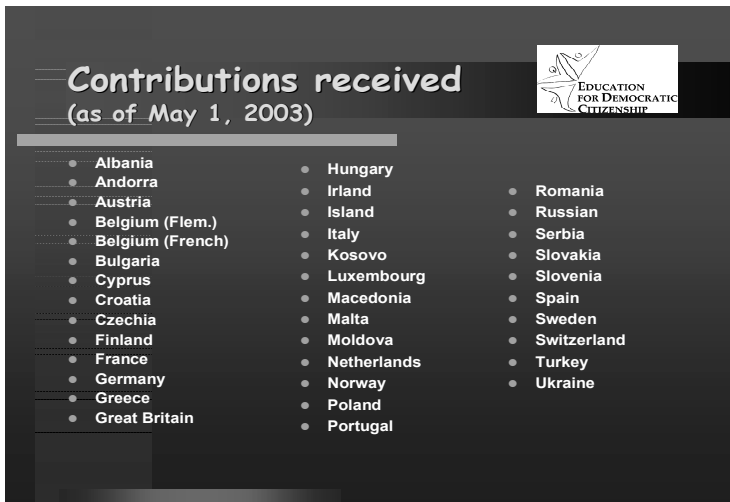 Contributions received
(as of May 1, 2003)
EDUCATION
FOR DEMOCRATIC
CITIZENSHIP
Albania
Andorra
Austria
Belgium (Flem.)
Belgium (French)
Bulgaria
Cyprus
Croatia
Czechia
Finland
France
Germany
Greece
Great Britain
Hungary
Irland
Island
Italy
Kosovo
Luxembourg
Macedonia
Malta
Moldova
Netherlands
Norway
Poland
Portugal
Romania
Russian
Serbia
Slovakia
Slovenia
Spain
Sweden
Switzerland
Turkey
Ukraine